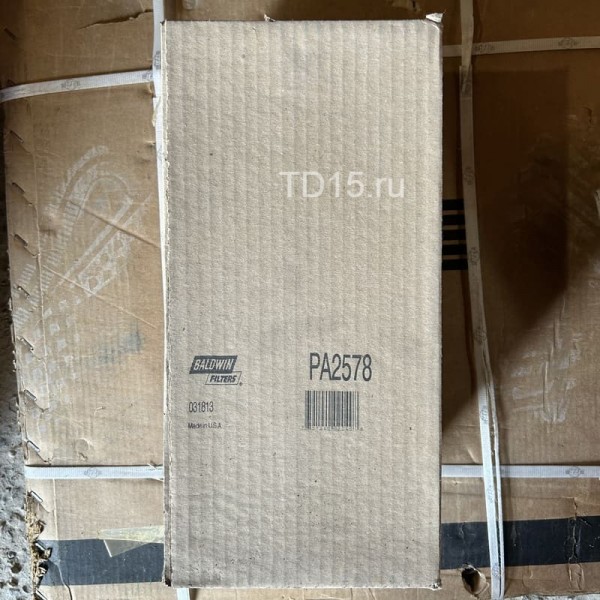 TD15.ru
BALDWIN
FILTERS
PA2578
031813
Made in U.S.A.